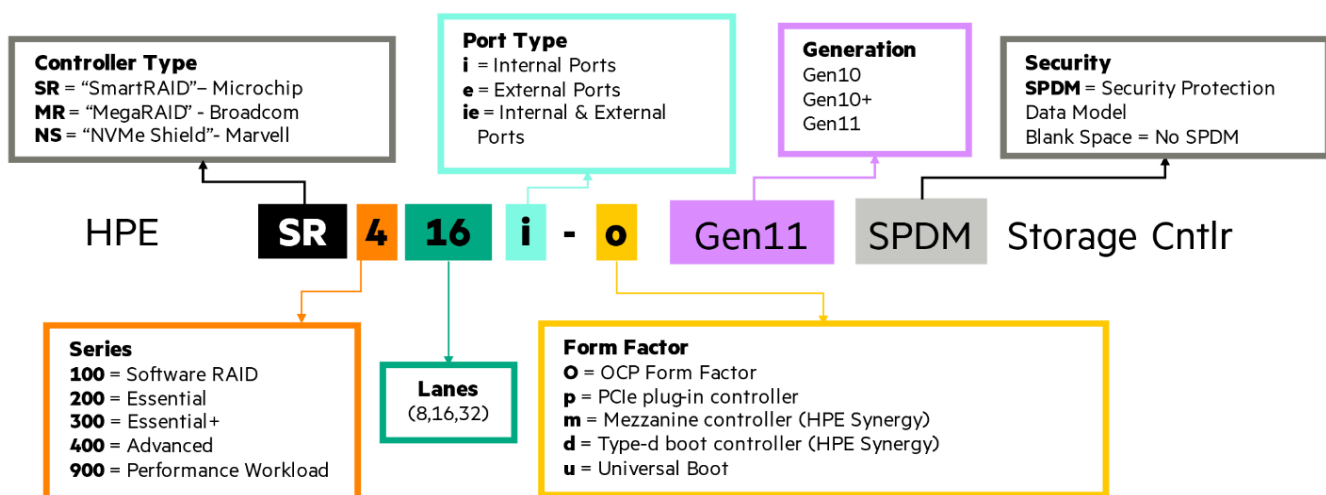 Controller Type
SR = “SmartRAID”– Microchip
MR = “MegaRAID” - Broadcom
NS = “NVMe Shield”- Marvell
Port Type
i = Internal Ports
e = External Ports
ie = Internal & External
Ports
Generation
Gen10
Gen10+
Gen11
Security
SPDM = Security Protection
Data Model
Blank Space = No SPDM
HPE SR 4 16 i - o Gen11 SPDM Storage Cntlr
Series
100 = Software RAID
200 = Essential
300 = Essential+
400 = Advanced
900 = Performance Workload
Lanes
(8,16,32)
Form Factor
O = OCP Form Factor
p = PCIe plug-in controller
m = Mezzanine controller (HPE Synergy)
d = Type-d boot controller (HPE Synergy)
u = Universal Boot